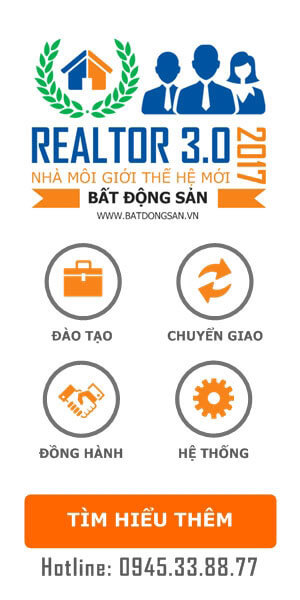 REALTOR 3.0
2017
NHÀ MÔI GIỚI THẾ HỆ MỚI
BẤT ĐỘNG SẢN
WWW.BATDONGSAN.VN
ĐÀO TẠO
CHUYỂN GIAO
ĐỒNG HÀNH
HỆ THỐNG
TÌM HIỂU THÊM
Hotline: 0945.33.88.77